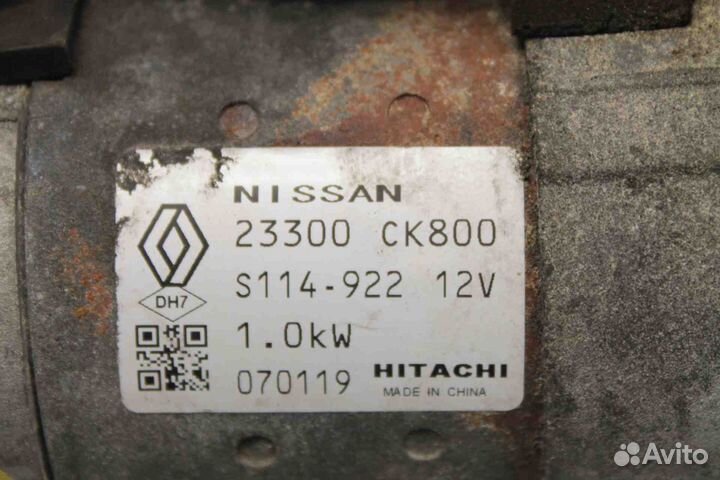 NISSAN
23300 CK800
S114-922 12V
DH7
1.0kW
070119 HITACHI
MADE IN CHINA
Avito